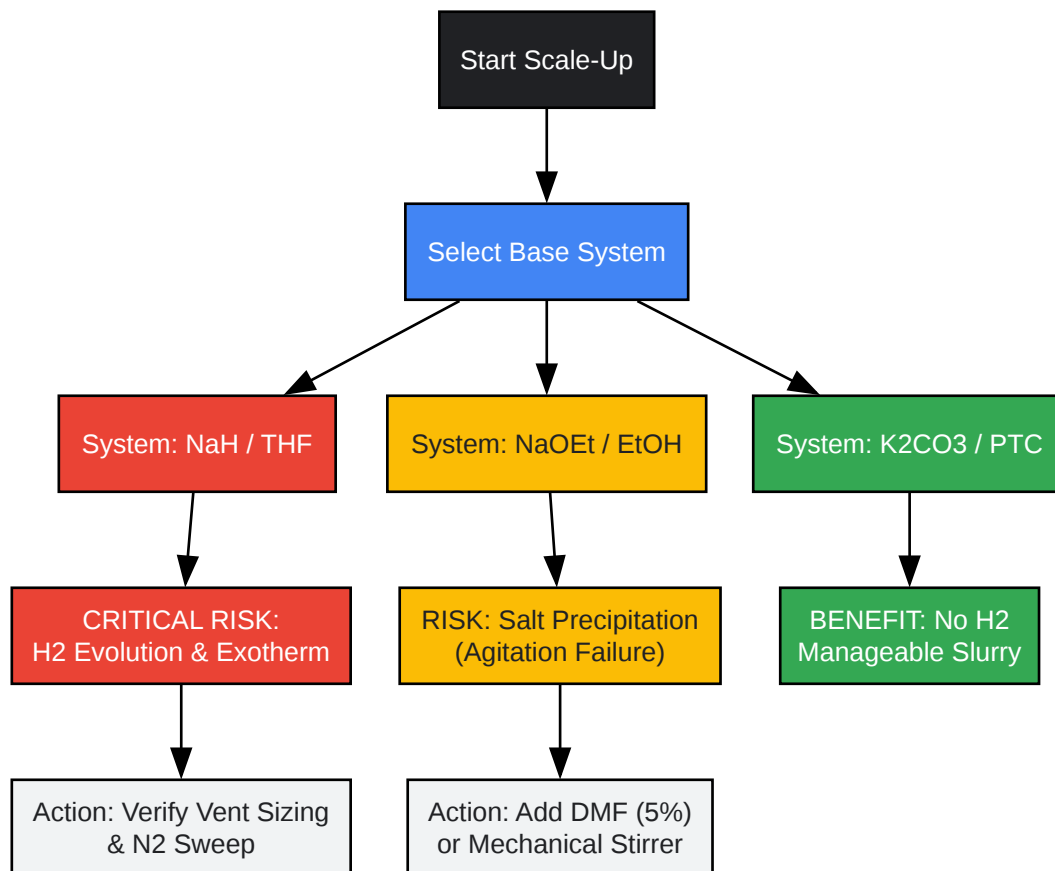 Start Scale-Up
Select Base System
System: NaH / THF
System: NaOEt / EtOH
System: K2CO3 / PTC
CRITICAL RISK:
H2 Evolution & Exotherm
RISK: Salt Precipitation
(Agitation Failure)
BENEFIT: No H2
Manageable Slurry
Action: Verify Vent Sizing
& N2 Sweep
Action: Add DMF (5%)
or Mechanical Stirrer